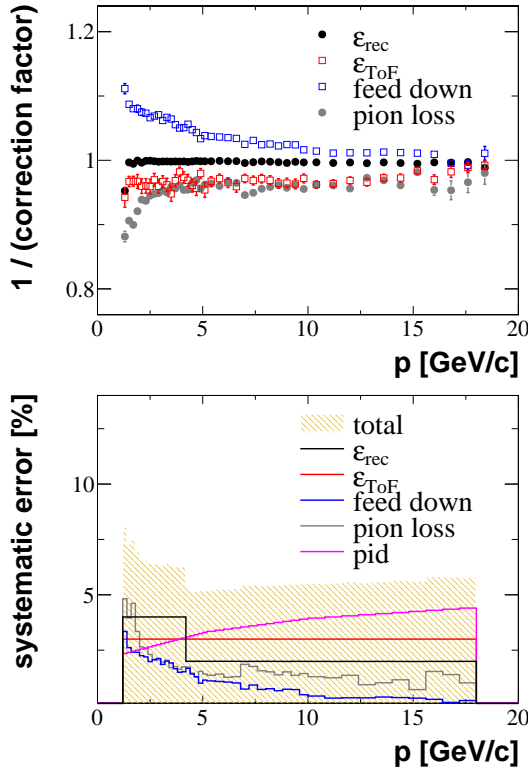 1 / (correction factor)
1.2
1
0.8
ε_rec
ε_ToF
feed down
pion loss
0 5 10 15 20
p [GeV/c]
systematic error [%]
10
5
total
ε_rec
ε_ToF
feed down
pion loss
pid
0 5 10 15 20
p [GeV/c]